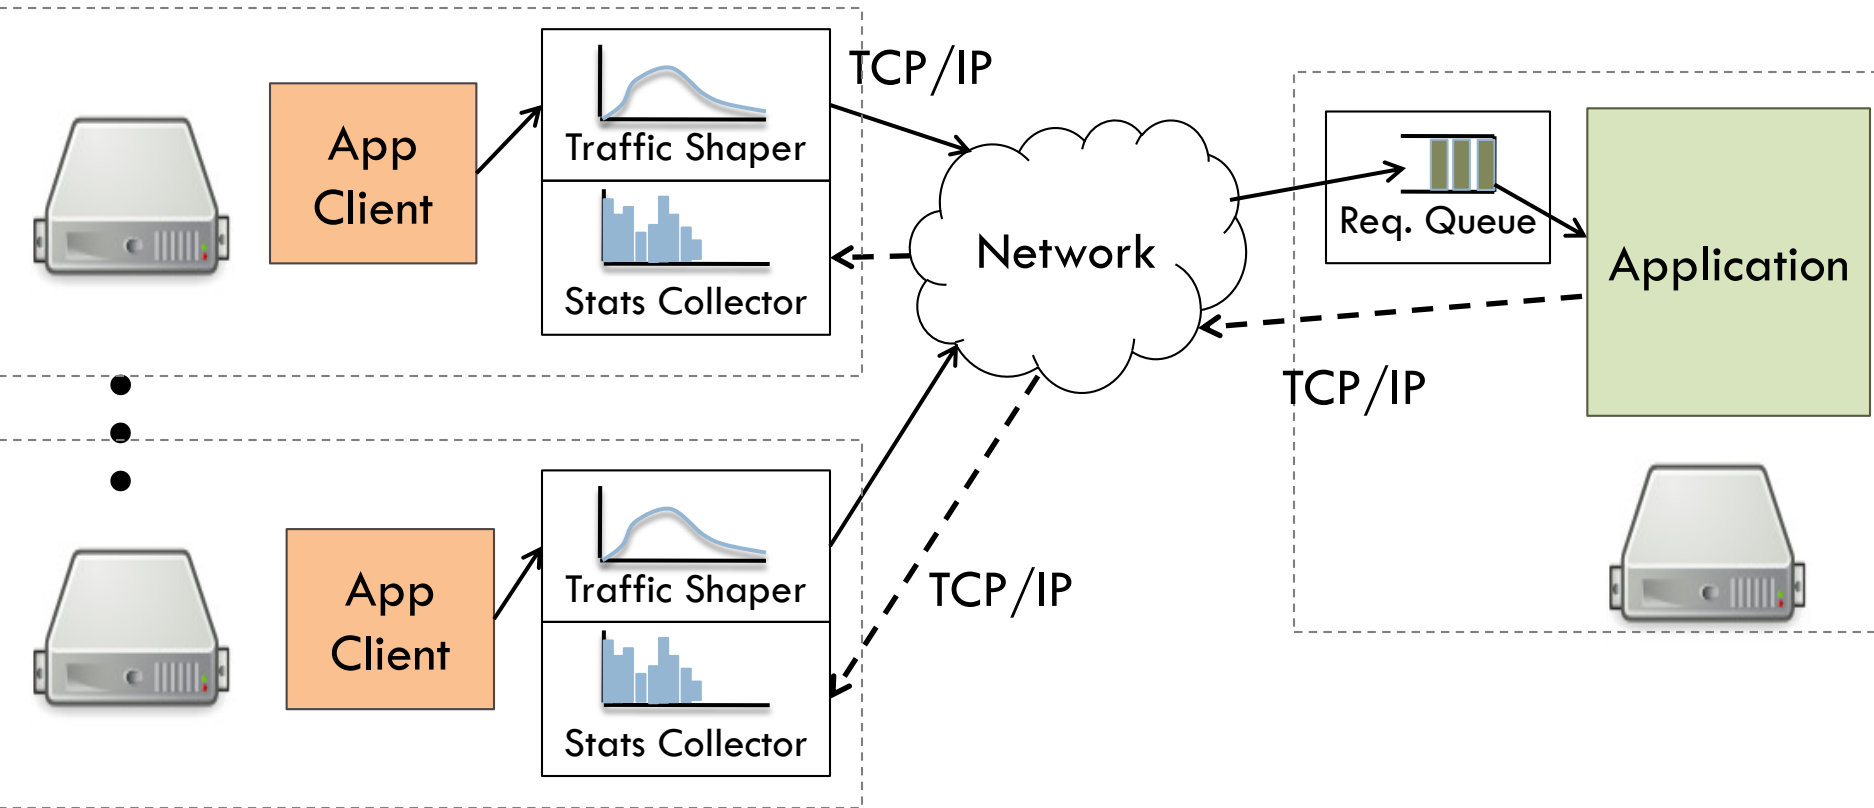 App
Client
Traffic Shaper
Stats Collector
TCP/IP
Network
Req. Queue
Application
TCP/IP
App
Client
Traffic Shaper
Stats Collector
TCP/IP